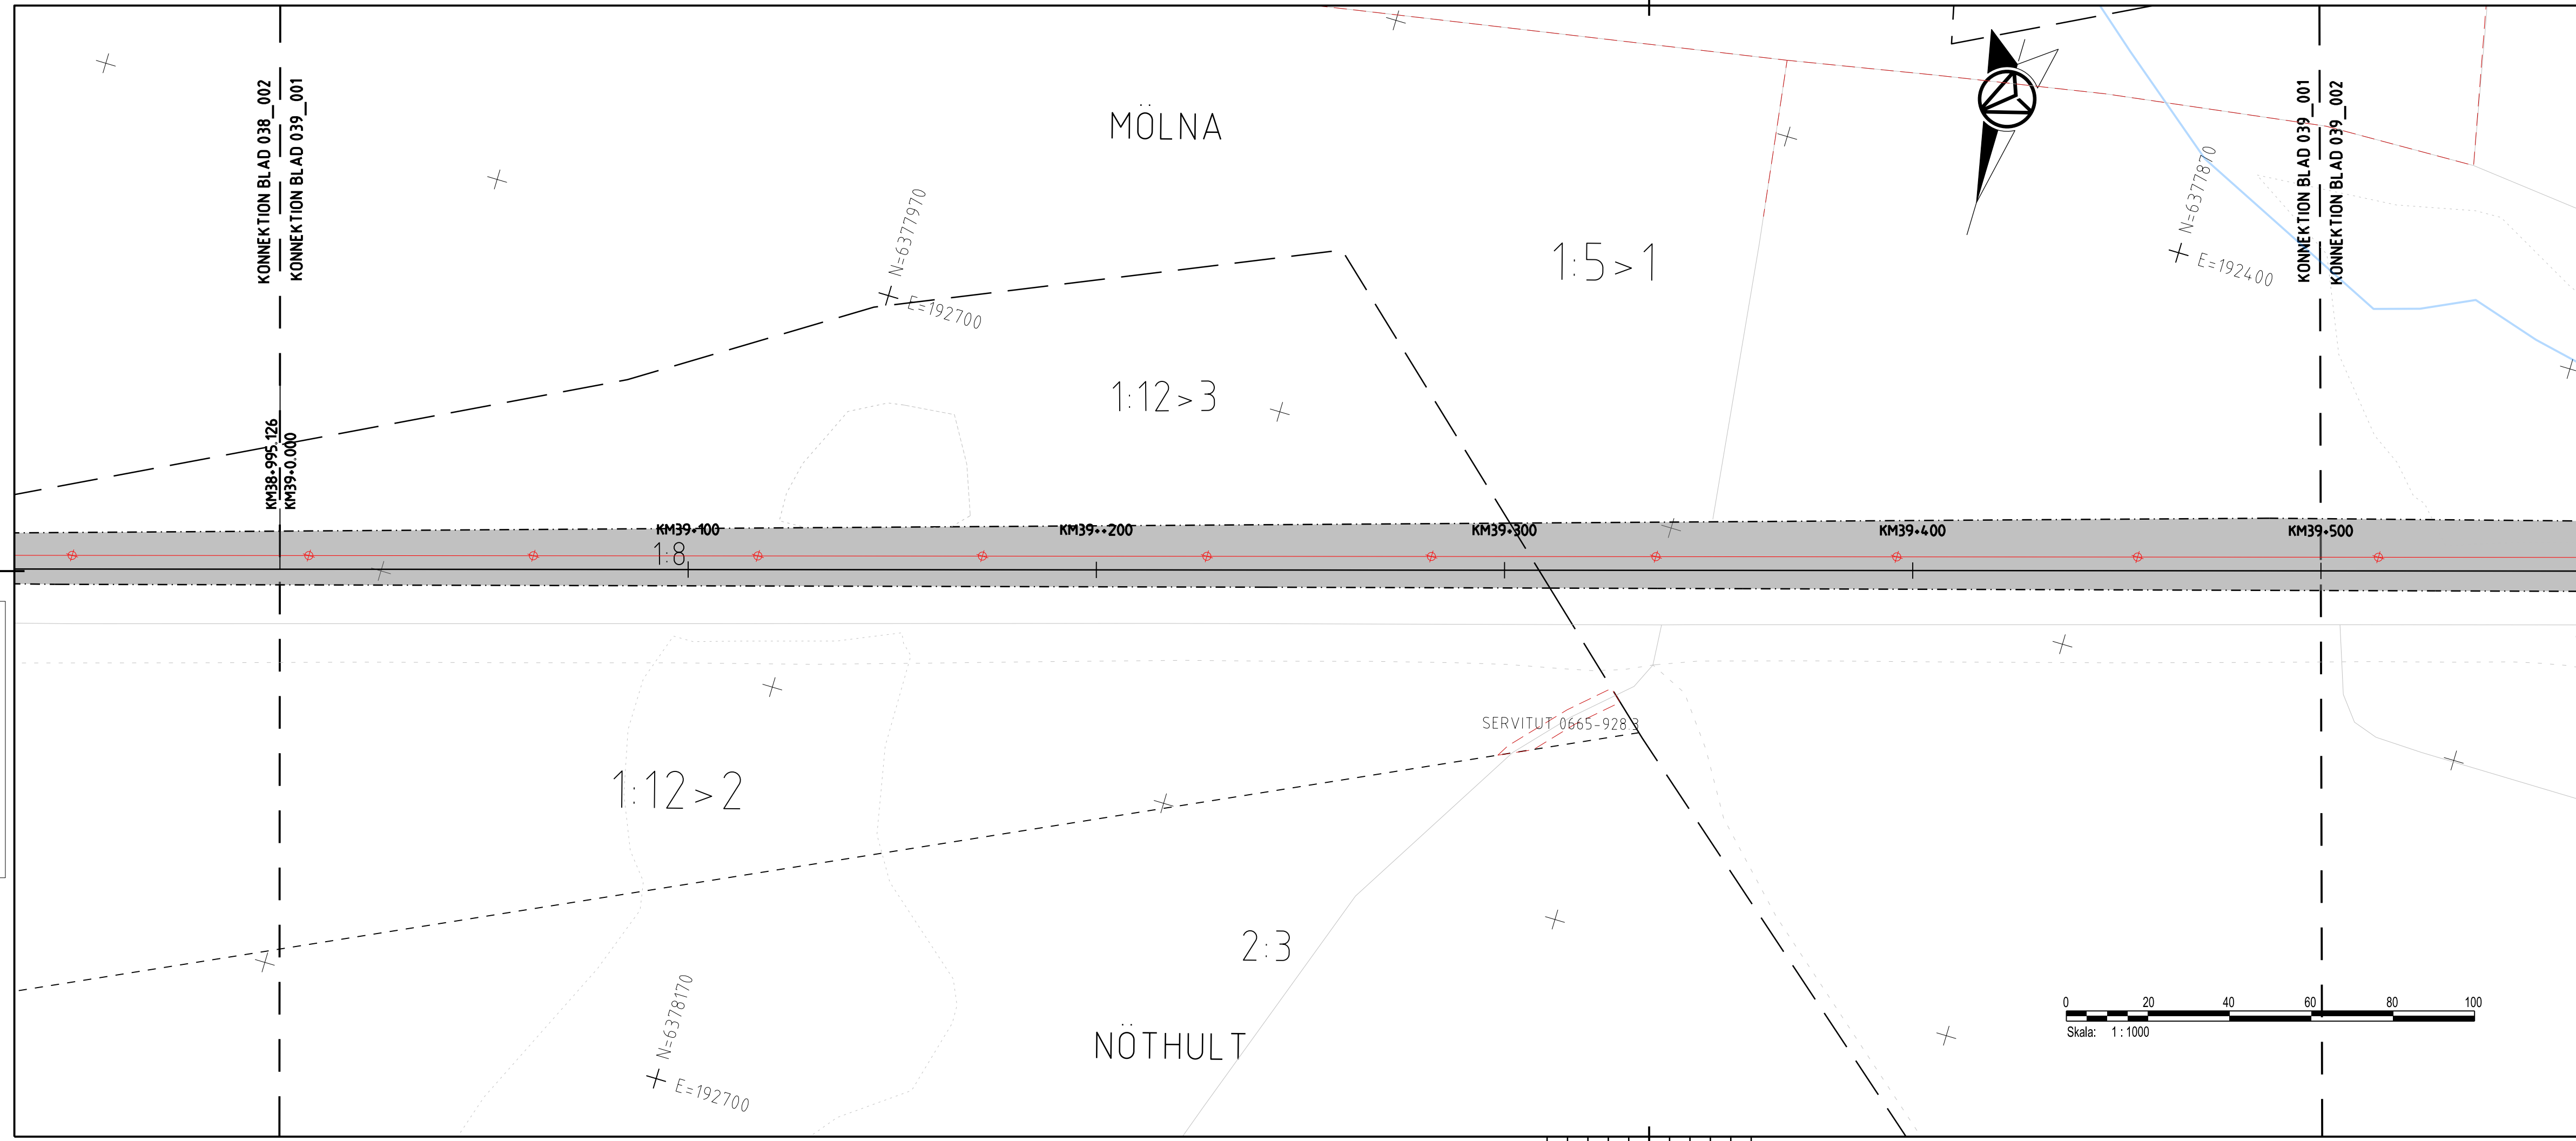 KONNEKTION BLAD 038_002
KONNEKTION BLAD 039_001
MÖLNA
N=6377970
E=192700
1:5>1
N=6377870
E=192400
KONNEKTION BLAD 039_001
KONNEKTION BLAD 039_002
1:12>3
KM38+995.126
KM39+0.000
KM39+100
KM39++200
KM39+300
KM39+400
KM39+500
1:8
SERVITUT 0665-928.3
1:12>2
2:3
N=6378170
E=192700
NÖTHULT
0 20 40 60 80 100
Skala: 1 : 1000